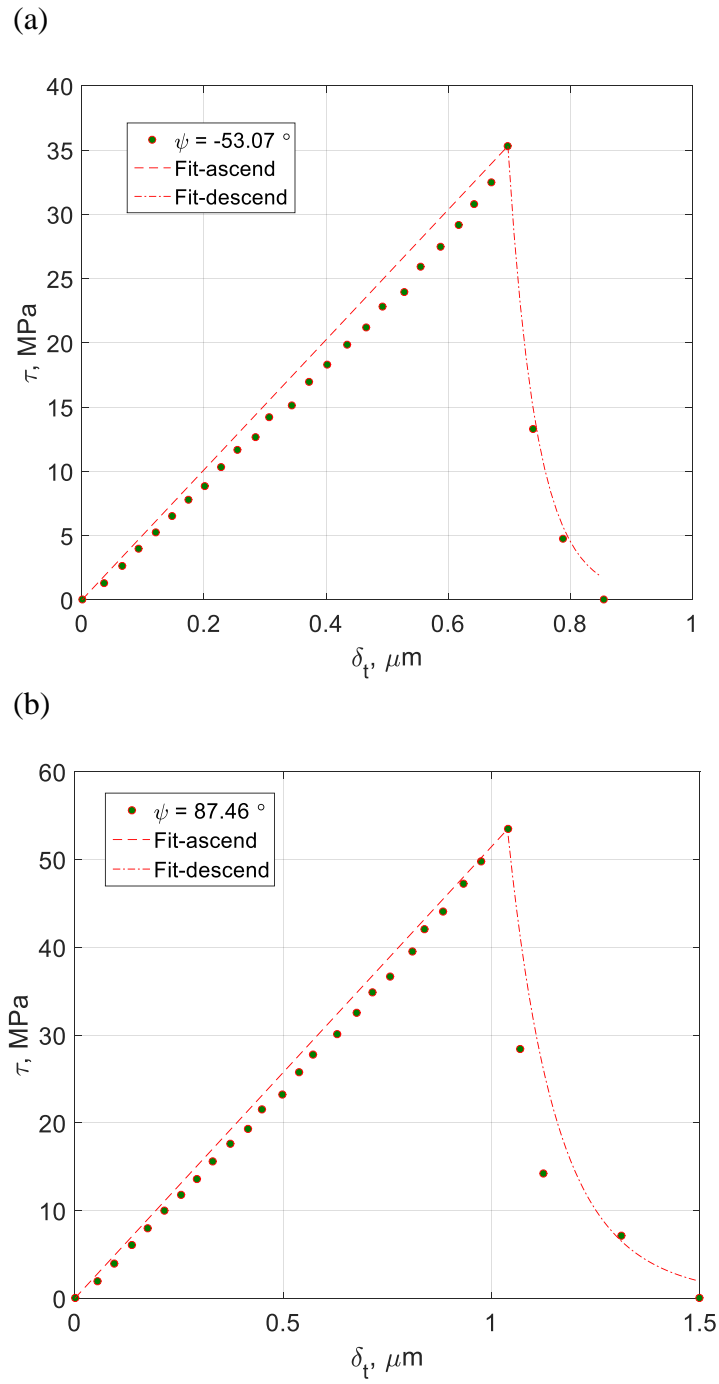 (a)
40
35
30
25
20
15
10
5
0
τ, MPa
ψ = -53.07 °
Fit-ascend
Fit-descend
0 0.2 0.4 0.6 0.8 1
δt, μm
(b)
60
50
40
30
20
10
0
τ, MPa
ψ = 87.46 °
Fit-ascend
Fit-descend
0 0.5 1 1.5
δt, μm